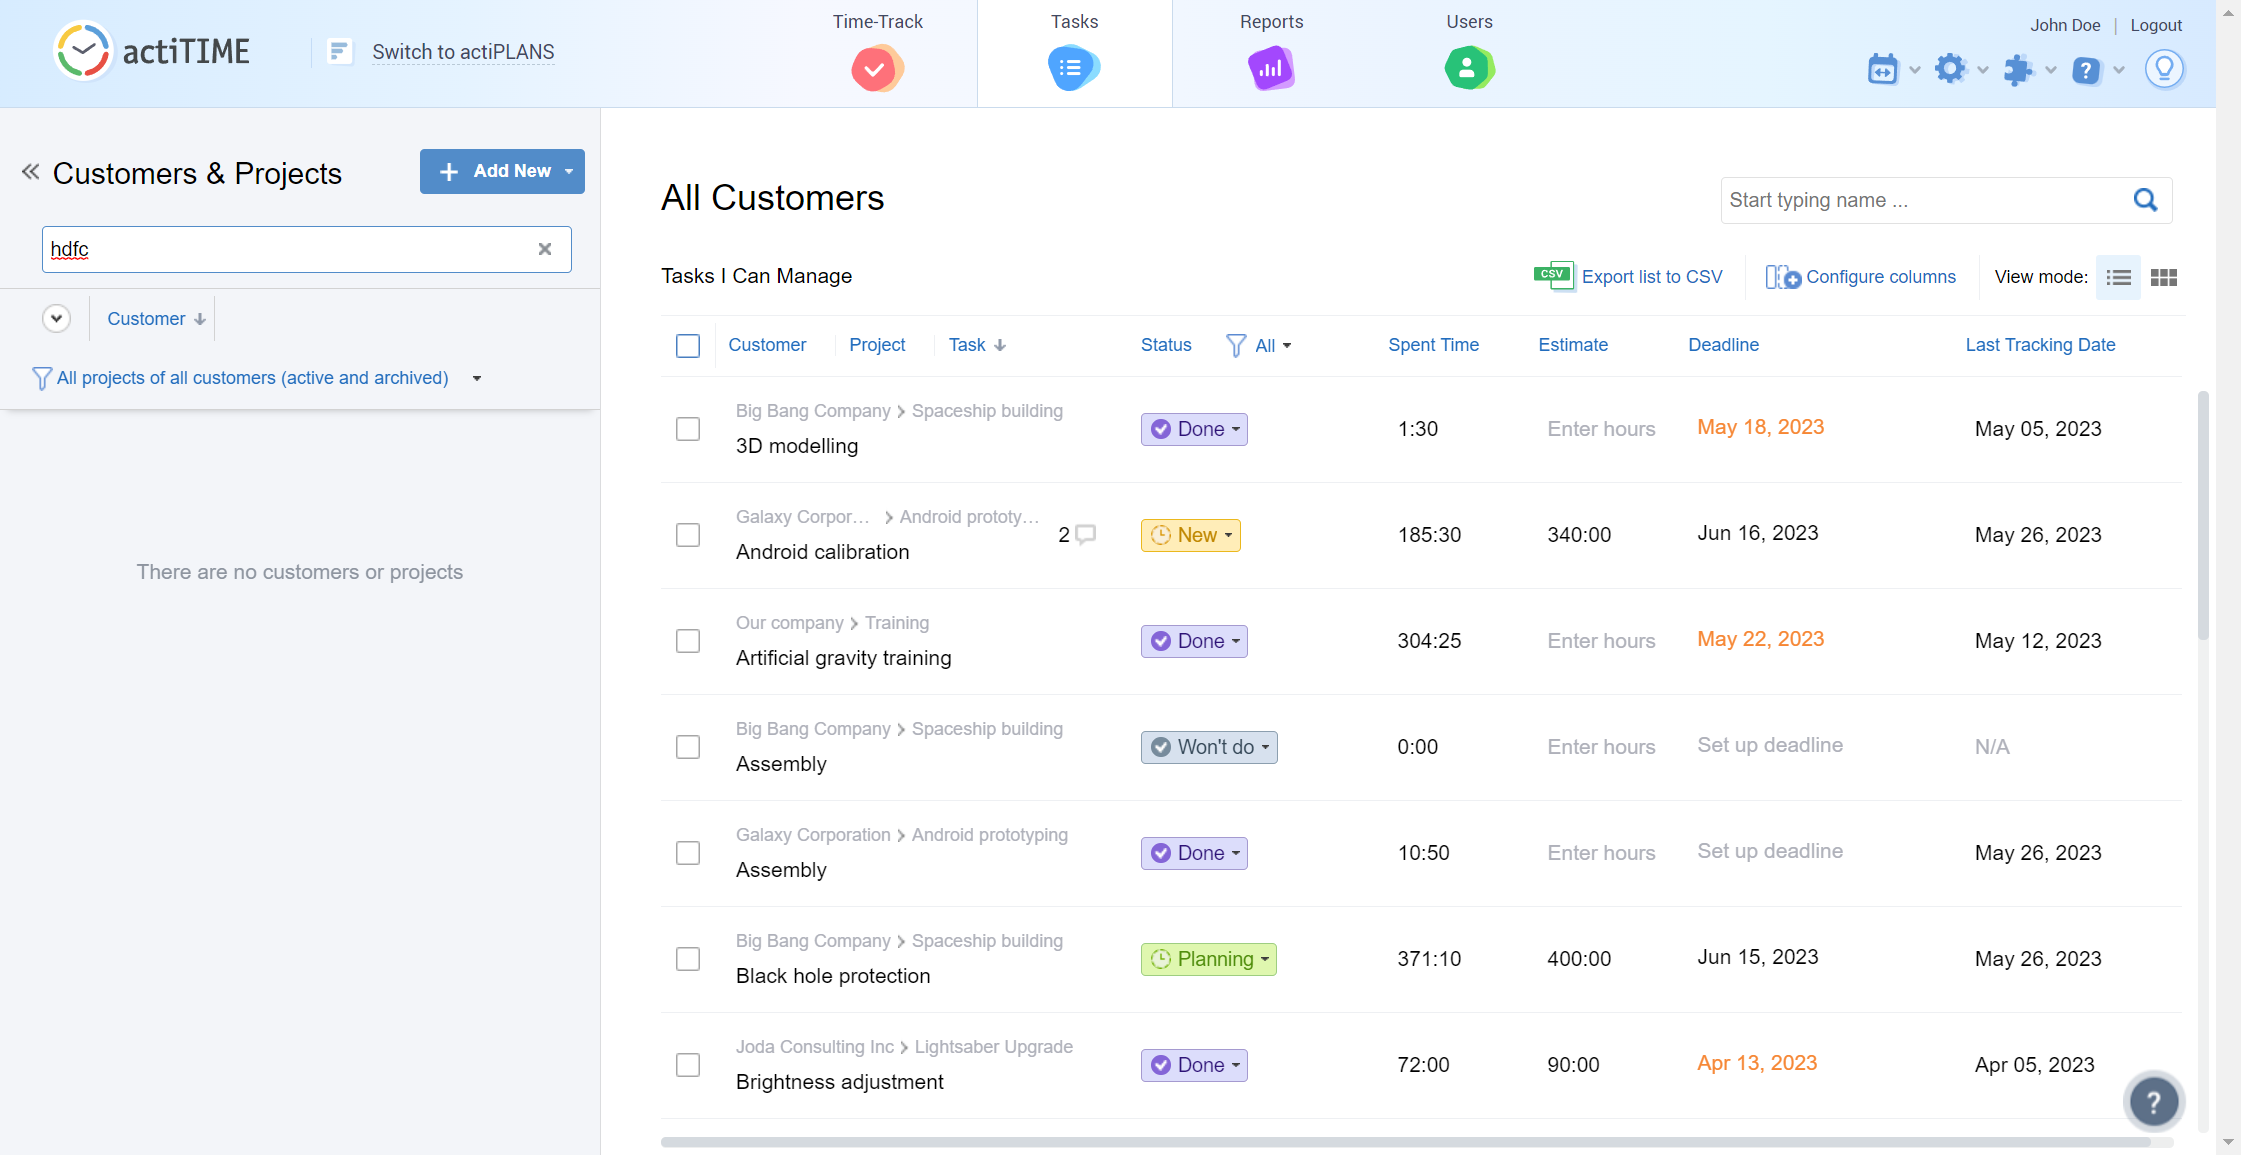 actiTIME
Switch to actiPLANS
Time-Track
Tasks
Reports
Users
John Doe | Logout
?
Customers & Projects
Add New
hdfc
Customer
All projects of all customers (active and archived)
There are no customers or projects
All Customers
Start typing name ...
Tasks I Can Manage
CSV Export list to CSV
Configure columns
View mode:
Customer Project Task Status All Spent Time Estimate Deadline Last Tracking Date
Big Bang Company > Spaceship building
3D modelling
Done 1:30 Enter hours May 18, 2023 May 05, 2023
Galaxy Corpor... > Android prototy...
Android calibration
2 New 185:30 340:00 Jun 16, 2023 May 26, 2023
Our company > Training
Artificial gravity training
Done 304:25 Enter hours May 22, 2023 May 12, 2023
Big Bang Company > Spaceship building
Assembly
Won't do 0:00 Enter hours Set up deadline N/A
Galaxy Corporation > Android prototyping
Assembly
Done 10:50 Enter hours Set up deadline May 26, 2023
Big Bang Company > Spaceship building
Black hole protection
Planning 371:10 400:00 Jun 15, 2023 May 26, 2023
Joda Consulting Inc > Lightsaber Upgrade
Brightness adjustment
Done 72:00 90:00 Apr 13, 2023 Apr 05, 2023
?